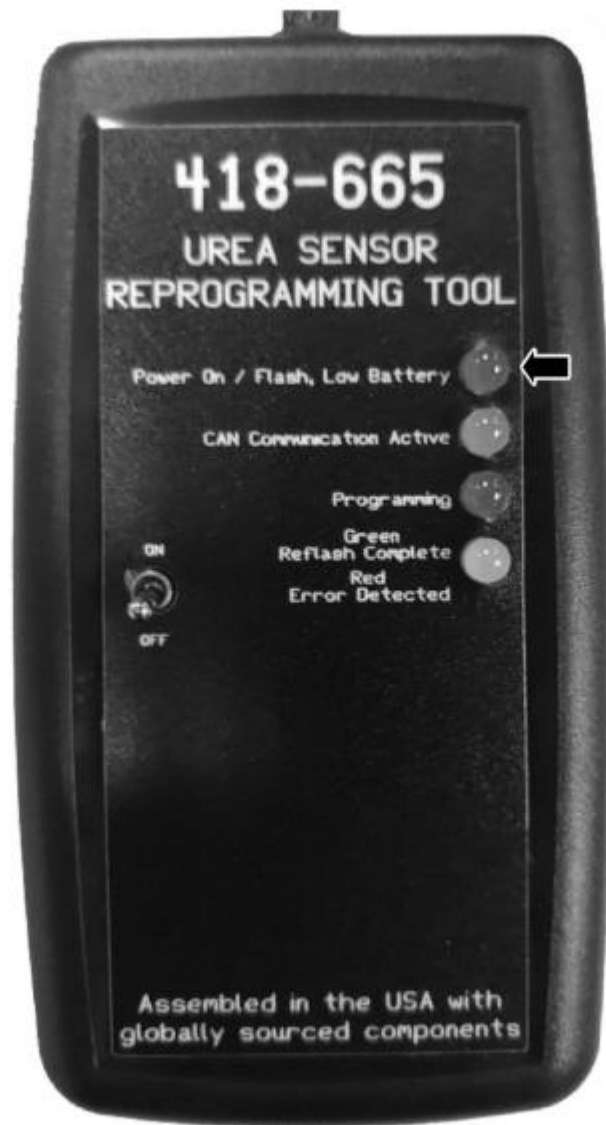 418-665
UREA SENSOR
REPROGRAMMING TOOL
Power On / Flash, Low Battery
CAN Communication Active
Programming
Green
Reflash Complete
Red
Error Detected
ON
OFF
Assembled in the USA with
globally sourced components